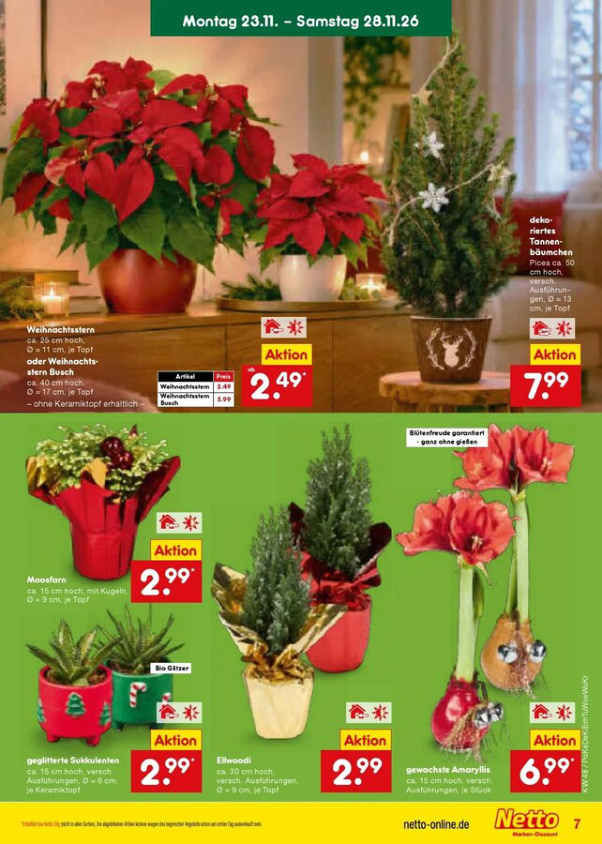 Montag 23.11. – Samstag 28.11.26
deko-
riertes
Tannen-
bäumchen
Picea ca. 50
cm hoch,
versch.
Ausführun-
gen, Ø = 13
cm, je Topf
Aktion
7.99*
Weihnachtsstern
ca. 25 cm hoch,
Ø = 11 cm, je Topf
oder Weihnachts-
stern Busch
ca. 40 cm hoch,
Ø = 17 cm, je Topf
– ohne Keramiktopf erhältlich –
Artikel Preis
Weihnachtsstern 2.49
Weihnachtsstern Busch 5.99
Aktion
ab
2.49*
Moosfarn
ca. 15 cm hoch, mit Kugeln,
Ø = 9 cm, je Topf
Aktion
2.99*
Bio Glitzer
geglitterte Sukkulenten
ca. 15 cm hoch, versch.
Ausführungen, Ø = 6 cm,
je Keramiktopf
Aktion
2.99*
Ellwoodi
ca. 30 cm hoch,
versch. Ausführungen,
Ø = 9 cm, je Topf
Aktion
2.99*
Blütenfreude garantiert
- ganz ohne gießen
gewachste Amaryllis
ca. 15 cm hoch, versch.
Ausführungen, je Stück
Aktion
6.99*
netto-online.de
Netto
Marken-Discount
7